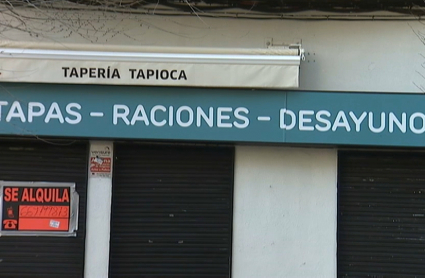 TAPERÍA TAPIOCA
TAPAS – RACIONES – DESAYUNO
SE ALQUILA